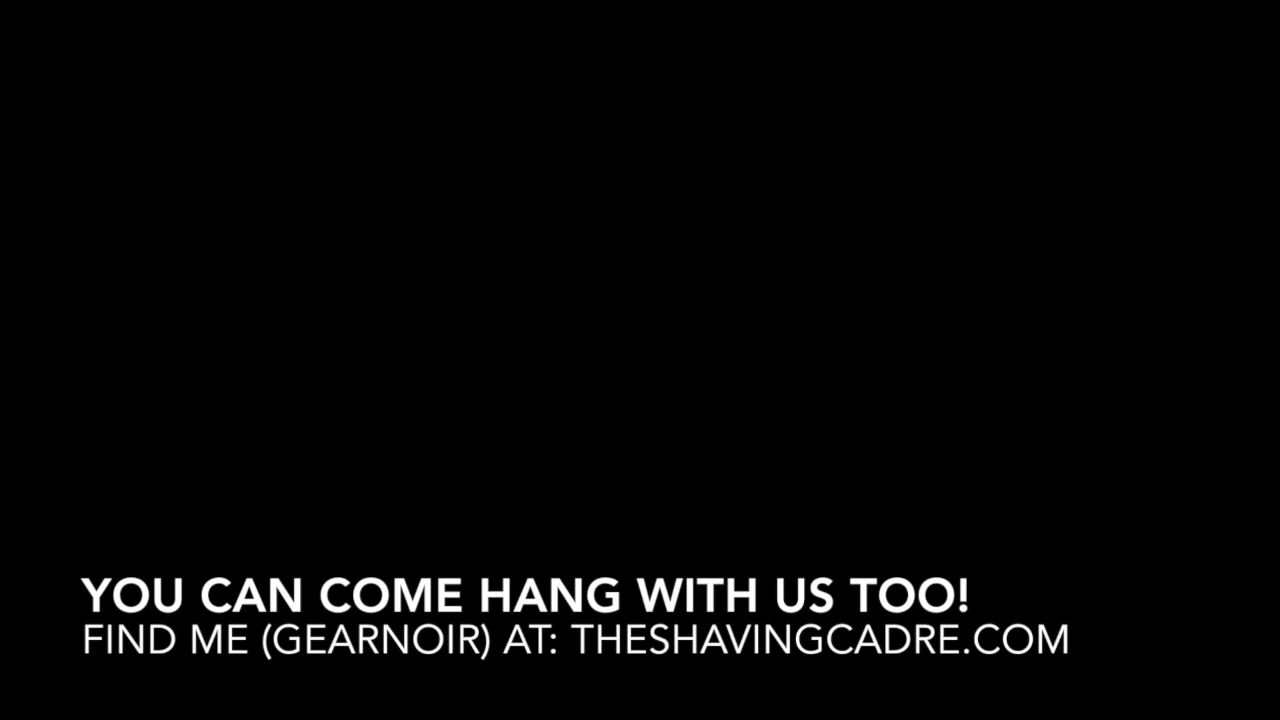 YOU CAN COME HANG WITH US TOO!
FIND ME (GEARNOIR) AT: THESHAVINGCADRE.COM